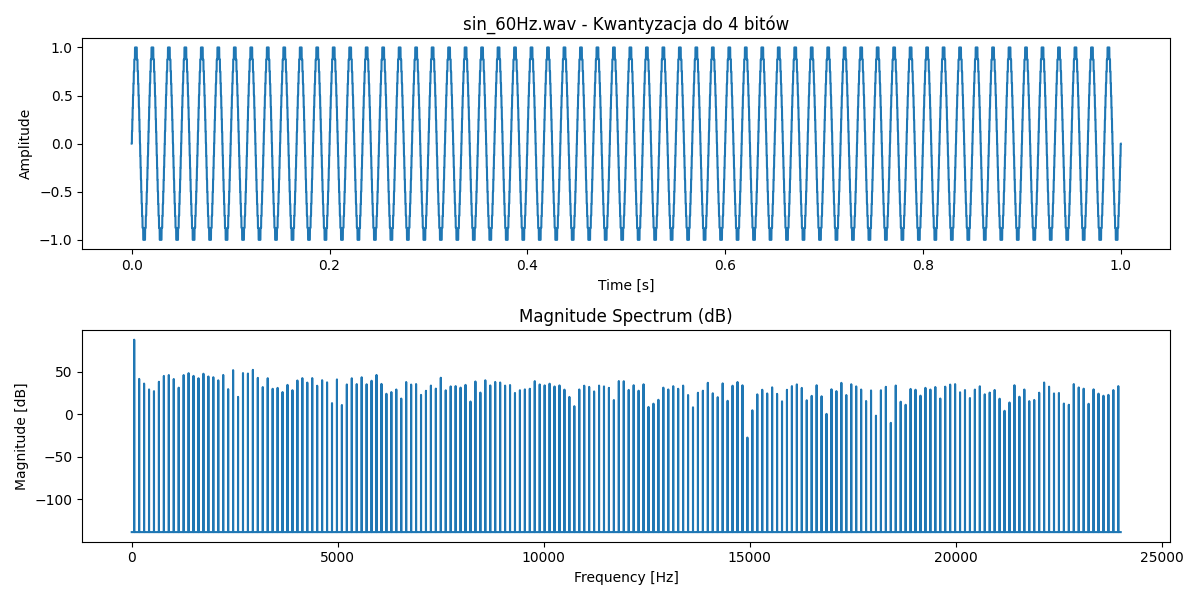 sin_60Hz.wav - Kwantyzacja do 4 bitów
1.0
0.5
0.0
−0.5
−1.0
Amplitude
0.0 0.2 0.4 0.6 0.8 1.0
Time [s]
Magnitude Spectrum (dB)
50
0
−50
−100
Magnitude [dB]
0 5000 10000 15000 20000 25000
Frequency [Hz]